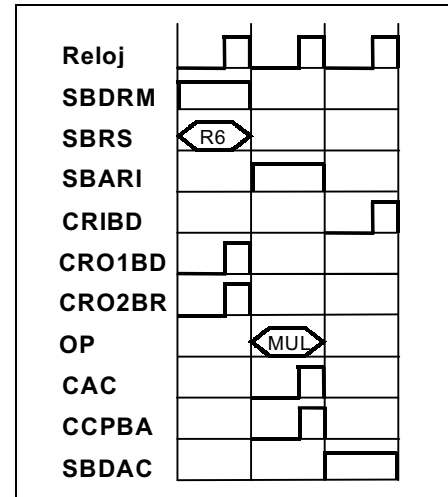 Reloj
SBDRM
SBRS R6
SBARI
CRIBD
CRO1BD
CRO2BR
OP MUL
CAC
CCPBA
SBDAC